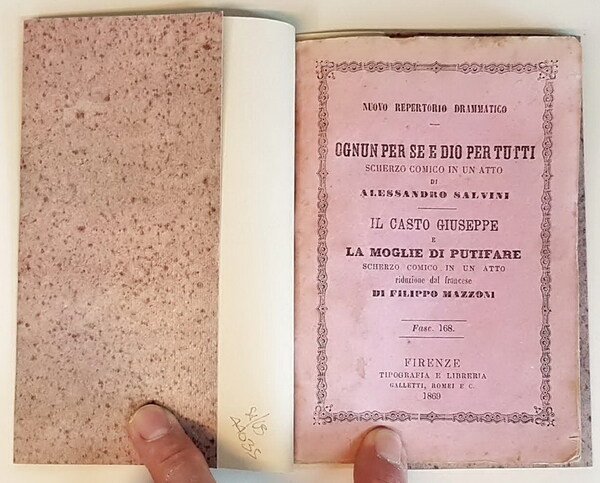 NUOVO REPERTORIO DRAMMATICO
OGNUN PER SE E DIO PER TUTTI
SCHERZO COMICO IN UN ATTO
DI
ALESSANDRO SALVINI
IL CASTO GIUSEPPE
E
LA MOGLIE DI PUTIFARE
SCHERZO COMICO IN UN ATTO
riduzione dal francese
DI FILIPPO MAZZONI
Fasc. 168.
FIRENZE
TIPOGRAFIA E LIBRERIA
GALLETTI, ROMEI E C.
1869